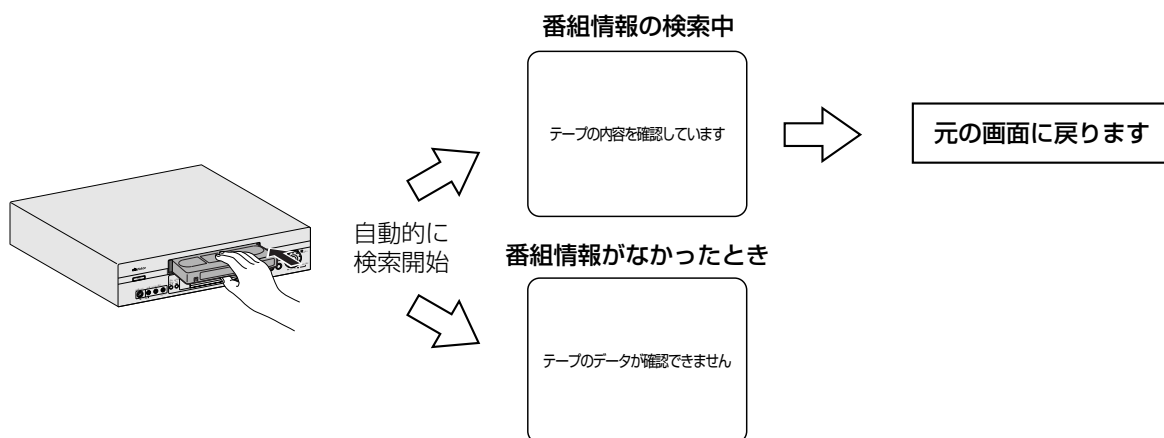 番組情報の検索中
テープの内容を確認しています
元の画面に戻ります
自動的に
検索開始
番組情報がなかったとき
テープのデータが確認できません